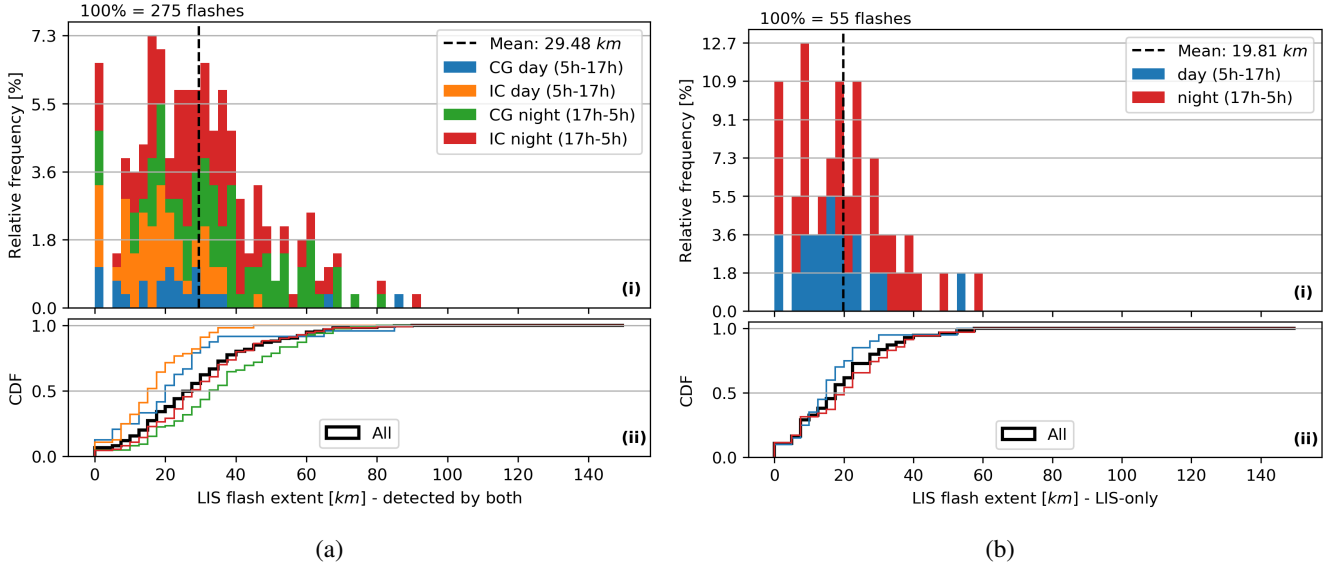 100% = 275 flashes
Relative frequency [%]
7.3
5.5
3.6
1.8
0.0
Mean: 29.48 km
CG day (5h-17h)
IC day (5h-17h)
CG night (17h-5h)
IC night (17h-5h)
(i)
CDF
1.0
0.5
0.0
All
(ii)
0 20 40 60 80 100 120 140
LIS flash extent [km] - detected by both
(a)
100% = 55 flashes
Relative frequency [%]
12.7
10.9
9.1
7.3
5.5
3.6
1.8
0.0
Mean: 19.81 km
day (5h-17h)
night (17h-5h)
(i)
CDF
1.0
0.5
0.0
All
(ii)
0 20 40 60 80 100 120 140
LIS flash extent [km] - LIS-only
(b)